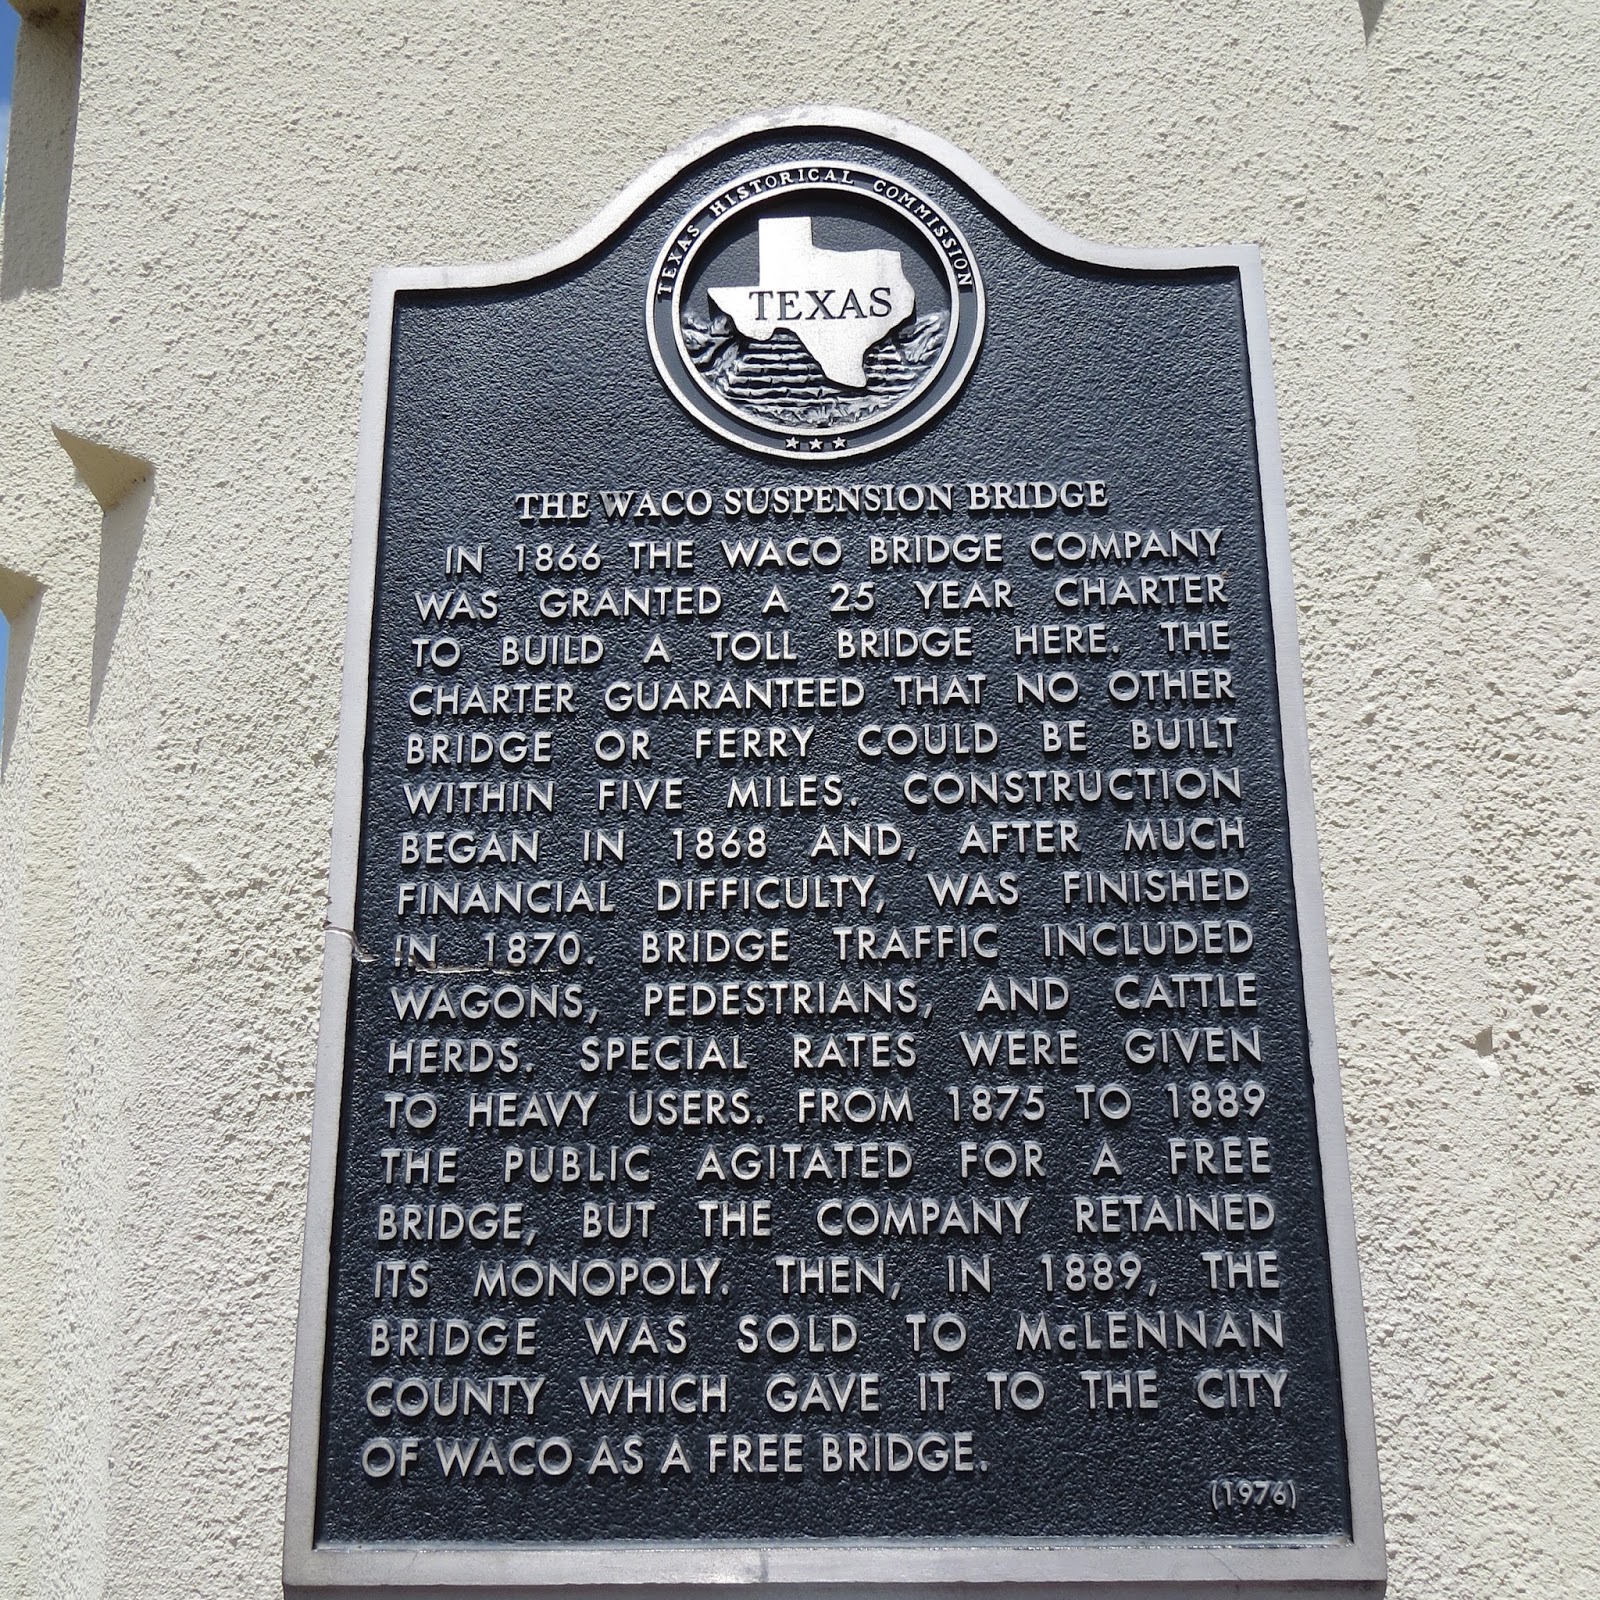 TEXAS HISTORICAL COMMISSION
TEXAS
THE WACO SUSPENSION BRIDGE
IN 1866 THE WACO BRIDGE COMPANY
WAS GRANTED A 25 YEAR CHARTER
TO BUILD A TOLL BRIDGE HERE. THE
CHARTER GUARANTEED THAT NO OTHER
BRIDGE OR FERRY COULD BE BUILT
WITHIN FIVE MILES. CONSTRUCTION
BEGAN IN 1868 AND, AFTER MUCH
FINANCIAL DIFFICULTY, WAS FINISHED
IN 1870. BRIDGE TRAFFIC INCLUDED
WAGONS, PEDESTRIANS, AND CATTLE
HERDS. SPECIAL RATES WERE GIVEN
TO HEAVY USERS. FROM 1875 TO 1889
THE PUBLIC AGITATED FOR A FREE
BRIDGE, BUT THE COMPANY RETAINED
ITS MONOPOLY. THEN, IN 1889, THE
BRIDGE WAS SOLD TO McLENNAN
COUNTY WHICH GAVE IT TO THE CITY
OF WACO AS A FREE BRIDGE.
(1976)